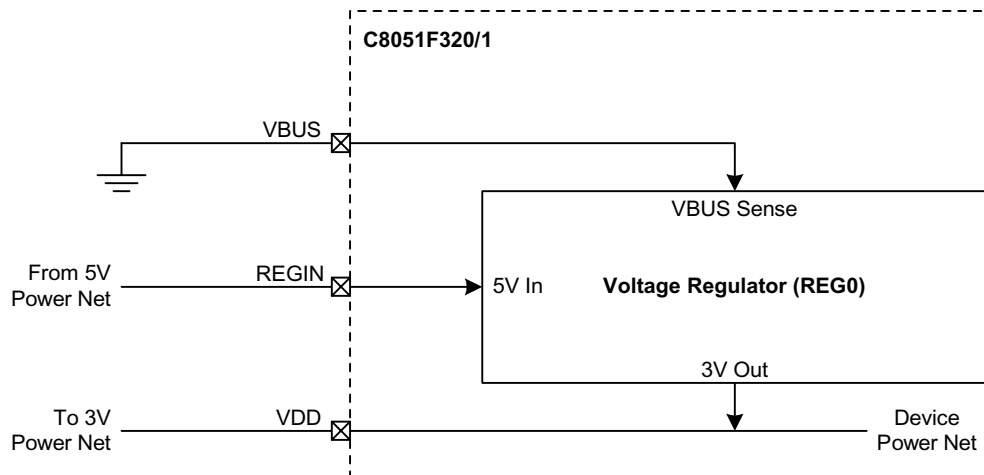 C8051F320/1
VBUS
VBUS Sense
From 5V
Power Net
REGIN
5V In
Voltage Regulator (REG0)
3V Out
To 3V
Power Net
VDD
Device
Power Net